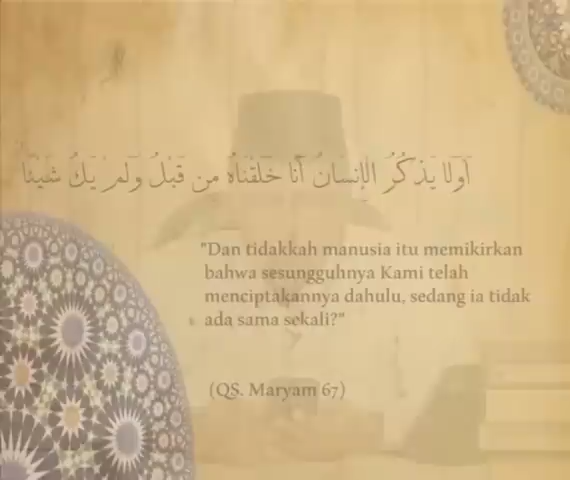 أَوَلَا يَذْكُرُ الْإِنسَانُ أَنَّا خَلَقْنَاهُ مِن قَبْلُ وَلَمْ يَكُ شَيْئًا
"Dan tidakkah manusia itu memikirkan
bahwa sesungguhnya Kami telah
menciptakannya dahulu, sedang ia tidak
ada sama sekali?"
(QS. Maryam 67)